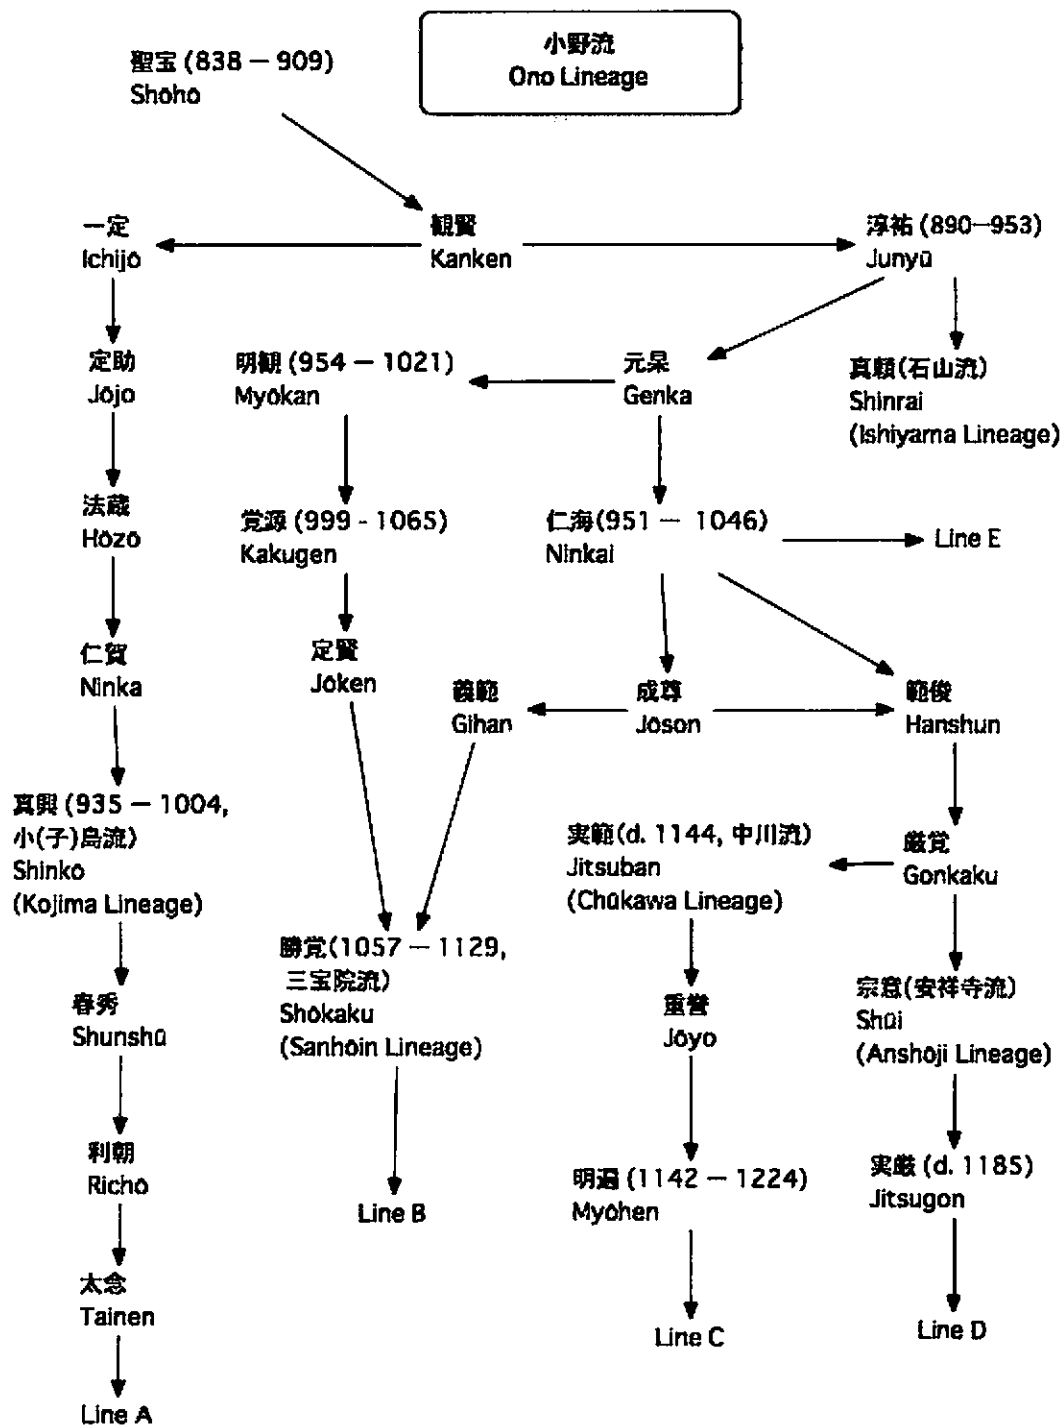 小野流
Ono Lineage
聖宝 (838 — 909)
Shōhō
一定
Ichijō
観賢
Kanken
淳祐 (890—953)
Junyū
定助
Jōjo
明観 (954 — 1021)
Myōkan
元杲
Genka
真頼(石山流)
Shinrai
(Ishiyama Lineage)
法蔵
Hōzō
覚源 (999 - 1065)
Kakugen
仁海(951 — 1046)
Ninkai
Line E
仁賀
Ninka
定賢
Jōken
義範
Gihan
成尊
Jōson
範俊
Hanshun
真興 (935 — 1004,
小(子)島流)
Shinkō
(Kojima Lineage)
実範(d. 1144, 中川流)
Jitsuban
(Chūkawa Lineage)
厳覚
Gonkaku
勝覚(1057 — 1129,
三宝院流)
Shōkaku
(Sanhōin Lineage)
春秀
Shunshū
重誉
Jōyo
宗意(安祥寺流)
Shūi
(Anshōji Lineage)
利朝
Richō
Line B
明遍 (1142 — 1224)
Myōhen
実厳 (d. 1185)
Jitsugon
太念
Tainen
Line C
Line D
Line A